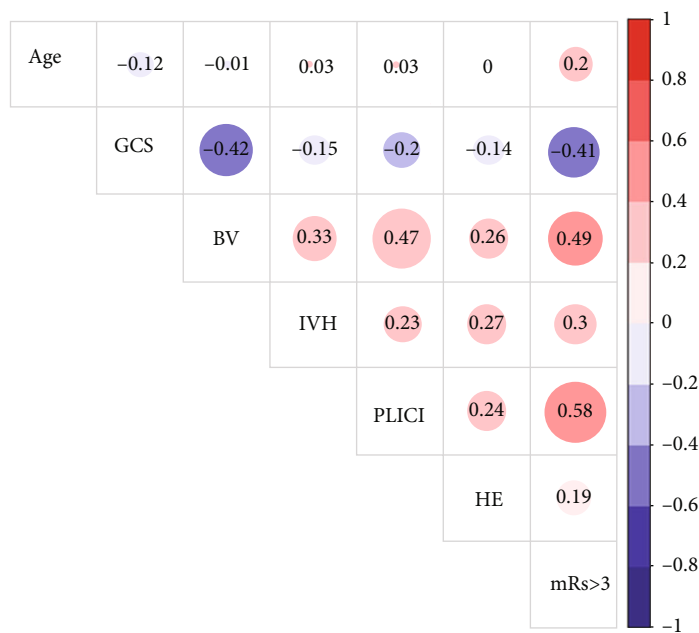 Age −0.12 −0.01 0.03 0.03 0 0.2
GCS −0.42 −0.15 −0.2 −0.14 −0.41
BV 0.33 0.47 0.26 0.49
IVH 0.23 0.27 0.3
PLICI 0.24 0.58
HE 0.19
mRs>3
1
0.8
0.6
0.4
0.2
0
−0.2
−0.4
−0.6
−0.8
−1